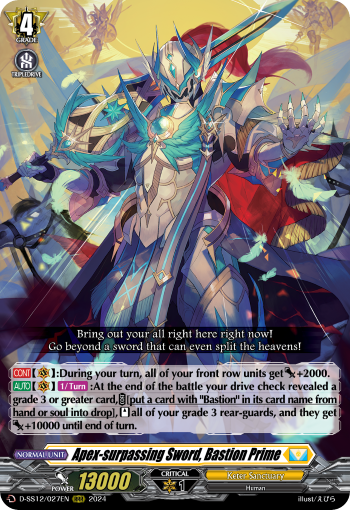 4
GRADE
TRIPLEDRIVE
Bring out your all right here right now!
Go beyond a sword that can even split the heavens!
CONT [ ]:During your turn, all of your front row units get +2000.
AUTO [ ] 1/Turn :At the end of the battle your drive check revealed a
grade 3 or greater card, [put a card with "Bastion" in its card name from
hand or soul into drop], all of your grade 3 rear-guards, and they get
+10000 until end of turn.
NORMAL UNIT
Apex-surpassing Sword, Bastion Prime
POWER 13000
CRITICAL
1
Keter Sanctuary
Human
D-SS12/027EN RRR 2024
illust/えびら